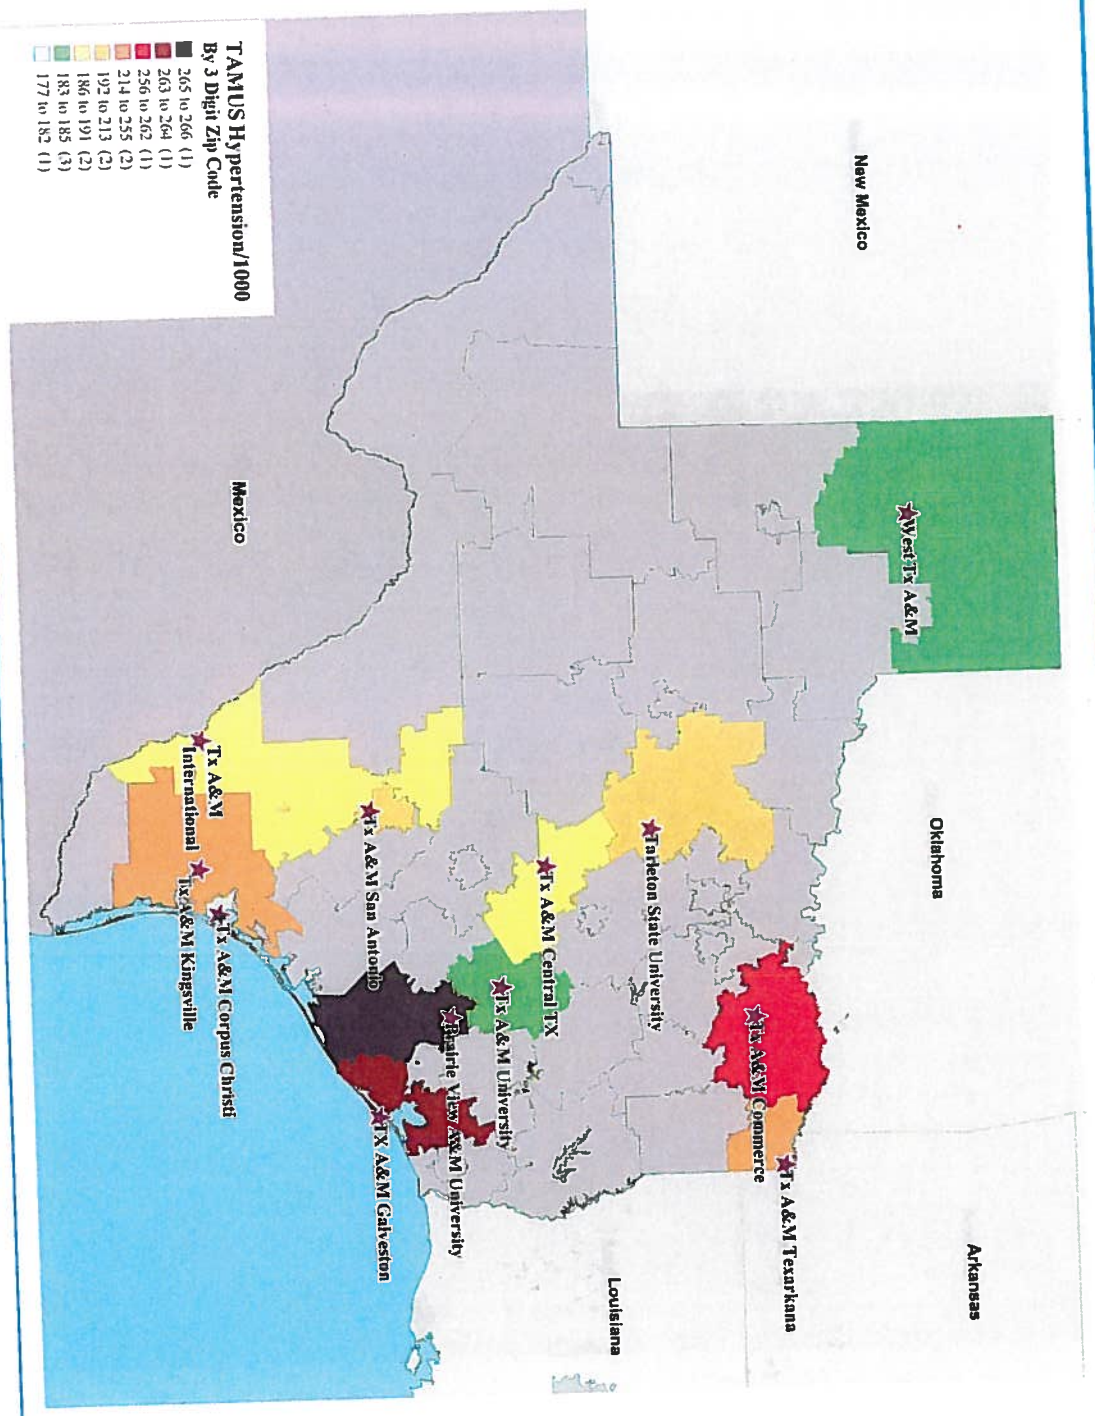 TAMUS Hypertension/1000
By 3 Digit Zip Code
265 to 266 (1)
263 to 264 (1)
256 to 262 (1)
214 to 255 (2)
192 to 213 (2)
186 to 191 (2)
183 to 185 (3)
177 to 182 (1)
New Mexico
Oklahoma
Arkansas
Louisiana
Mexico
West Tx A&M
Tx A&M Texarkana
Tx A&M Commerce
Tarleton State University
Tx A&M Central TX
Tx A&M University
Prairie View A&M University
TX A&M Galveston
Tx A&M San Antonio
Tx A&M
International
Tx A&M Corpus Christi
Tx A&M Kingsville